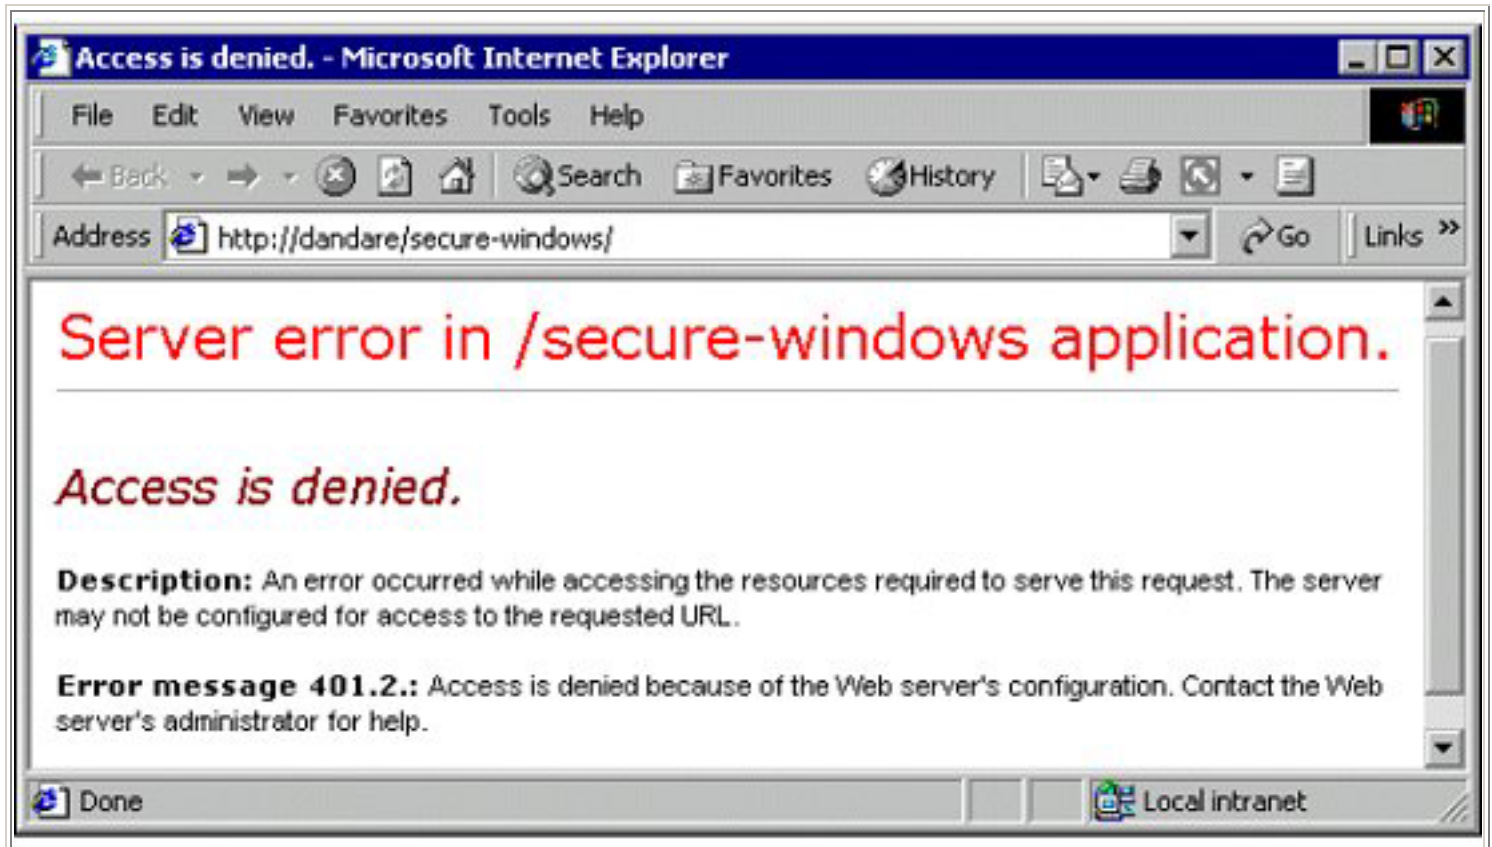 Access is denied. - Microsoft Internet Explorer
File Edit View Favorites Tools Help
Back Search Favorites History
Address http://dandare/secure-windows/ Go Links »
Server error in /secure-windows application.
Access is denied.
Description: An error occurred while accessing the resources required to serve this request. The server
may not be configured for access to the requested URL.
Error message 401.2.: Access is denied because of the Web server's configuration. Contact the Web
server's administrator for help.
Done Local intranet